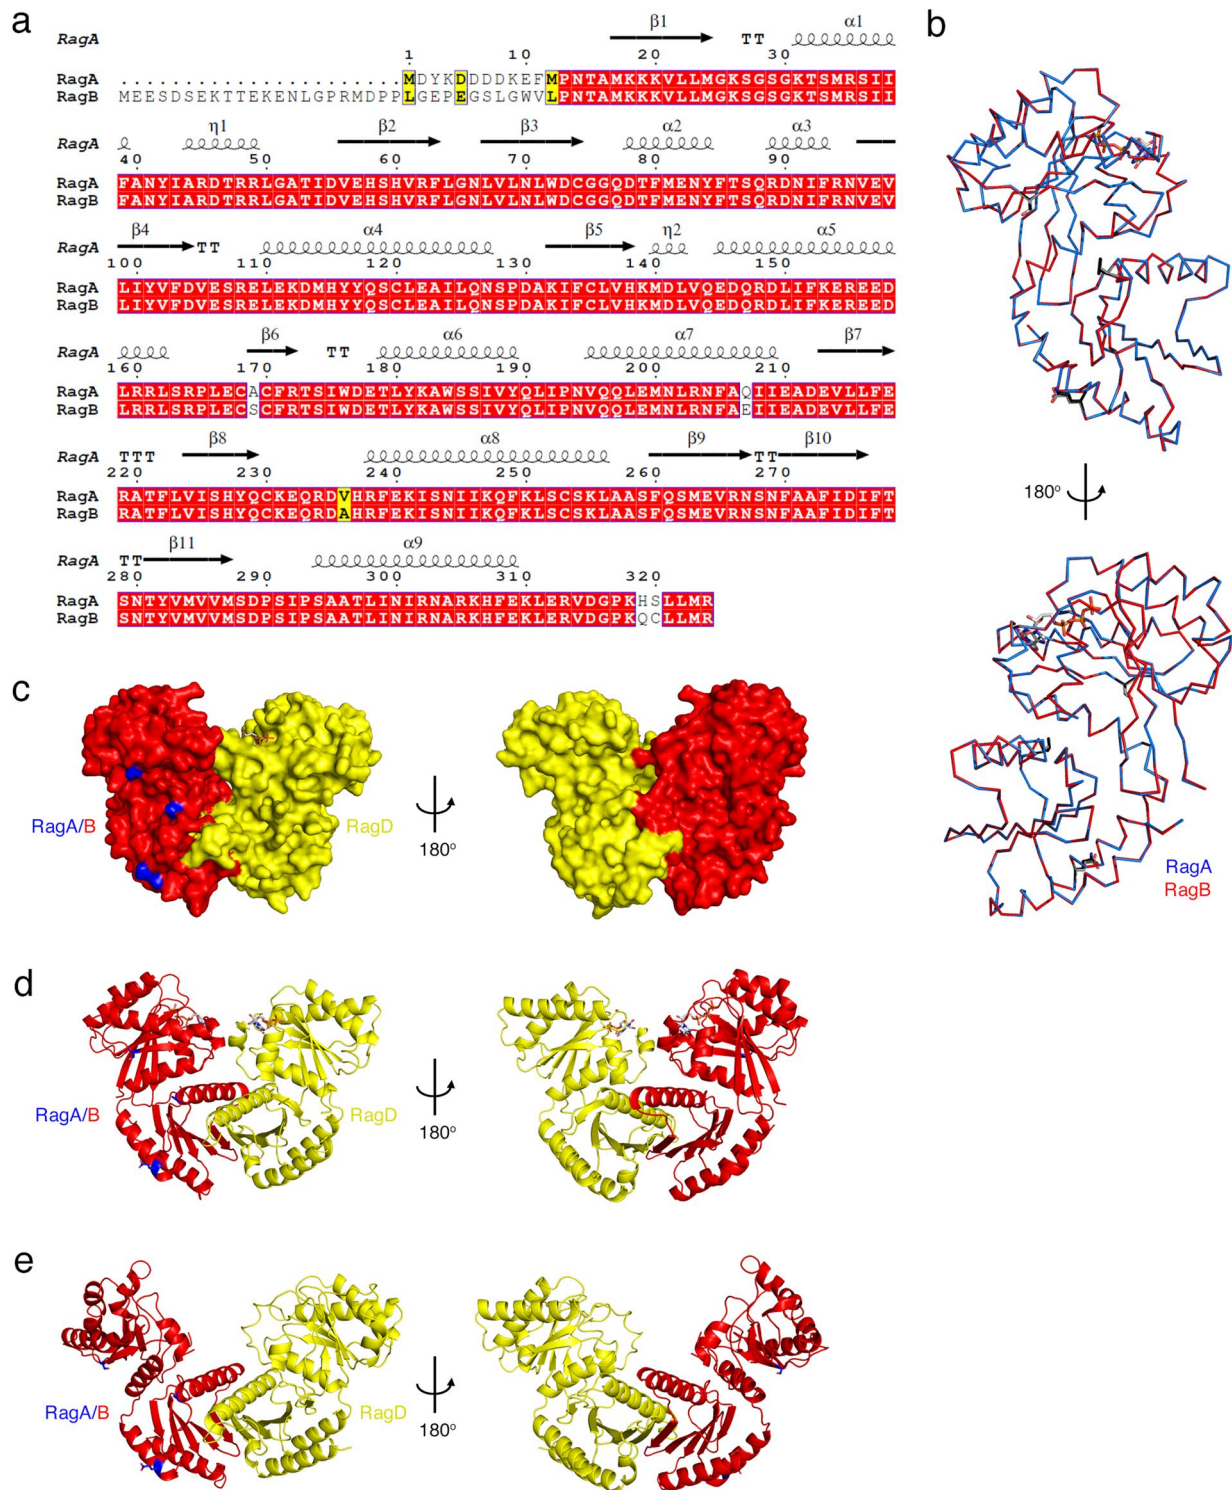 a
RagA β1 TT α1
1 10 20 30
RagA .....................MDYKDDDDKEFMPNTAMKKKVLLMGKSGSGKTSMRSII
RagB MEESDSEKTTEKENLGPRMDPPLGEPEGSLGWVLPNTAMKKKVLLMGKSGSGKTSMRSII
RagA η1 β2 β3 α2 α3
40 50 60 70 80 90
RagA FANYIARDTRRLGATIDVEHSHVRFLGNLVLNLWDCGGQDTFMENYFTSQRDNIFRNVEV
RagB FANYIARDTRRLGATIDVEHSHVRFLGNLVLNLWDCGGQDTFMENYFTSQRDNIFRNVEV
RagA β4 TT α4 β5 η2 α5
100 110 120 130 140 150
RagA LIYVFDVESRELEKDMHYYQSCLEAILQNSPDAKIFCLVHKMDLVQEDQRDLIFKEREED
RagB LIYVFDVESRELEKDMHYYQSCLEAILQNSPDAKIFCLVHKMDLVQEDQRDLIFKEREED
RagA β6 TT α6 α7 β7
160 170 180 190 200 210
RagA LRRLSRPLECACFRTSIWDETLYKAWSSIVYQLIPNVQQLEMNLRNFAQIIEADEVLLFE
RagB LRRLSRPLECSCFRTSIWDETLYKAWSSIVYQLIPNVQQLEMNLRNFAEIIEADEVLLFE
RagA TTT β8 α8 β9 TT β10
220 230 240 250 260 270
RagA RATFLVISHYQCKEQRDVHRFEKISNIIKQFKLSCSKLAASFQSMEVRNSNFAAFIDIFT
RagB RATFLVISHYQCKEQRDAHRFEKISNIIKQFKLSCSKLAASFQSMEVRNSNFAAFIDIFT
RagA TT β11 α9
280 290 300 310 320
RagA SNTYVMVVMSDPSIPSAATLINIRNARKHFEKLERVDGPKHSLLMR
RagB SNTYVMVVMSDPSIPSAATLINIRNARKHFEKLERVDGPKQCLLMR
b
180°
RagA
RagB
c
RagA/B
RagD
180°
d
RagA/B
RagD
180°
e
RagA/B
RagD
180°